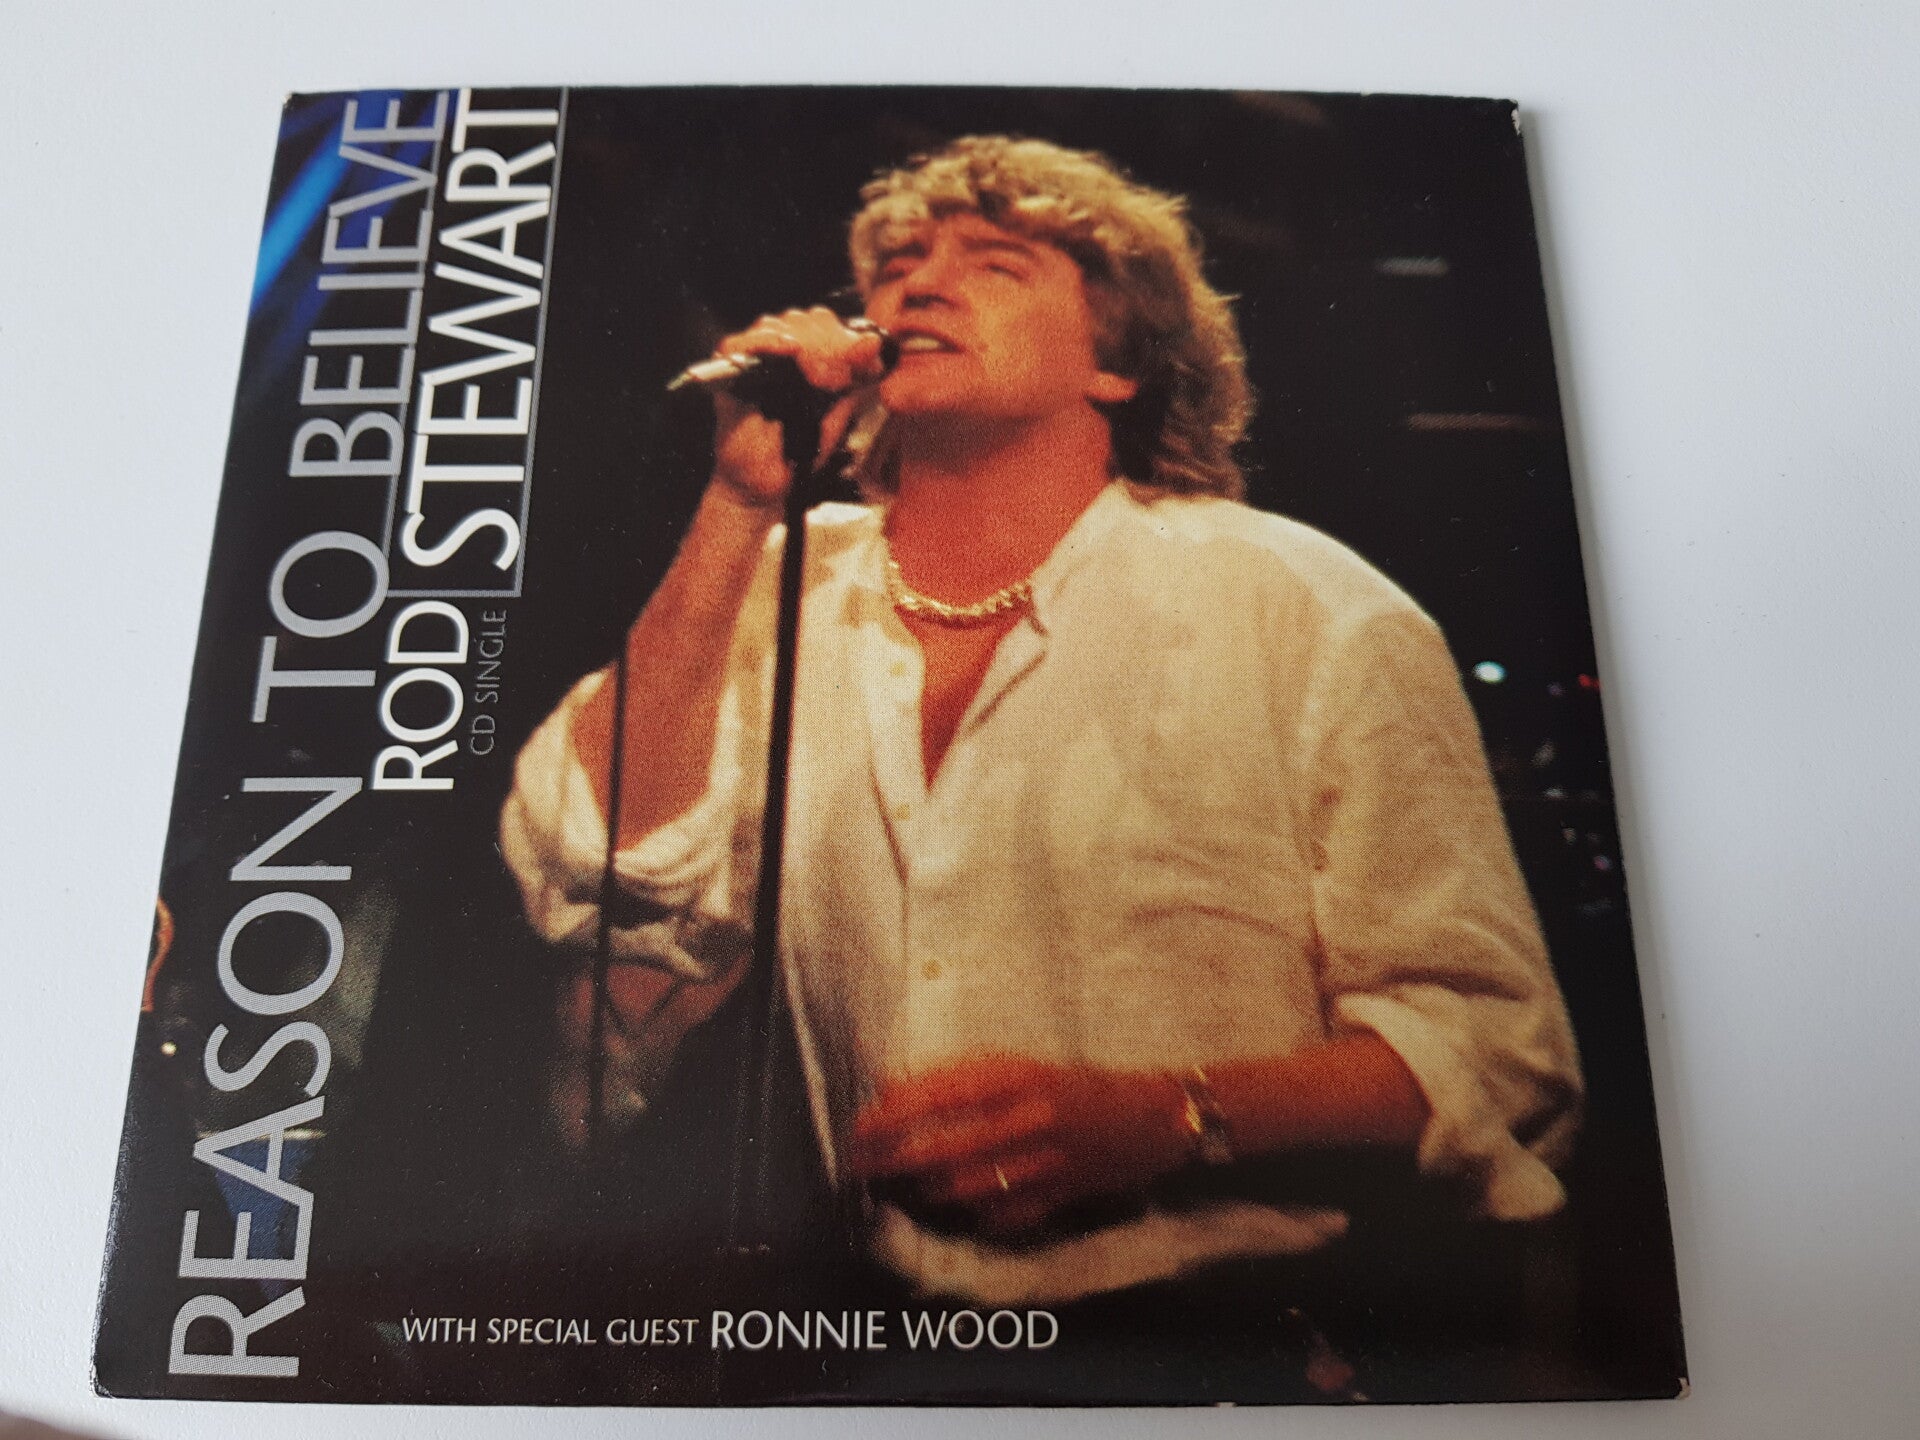 REASON TO BELIEVE
ROD STEWART
CD SINGLE
WITH SPECIAL GUEST RONNIE WOOD